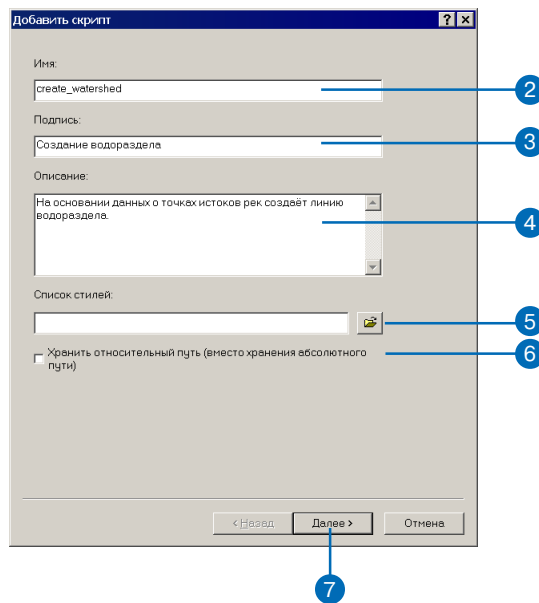 Добавить скрипт
? ×
Имя:
create_watershed
2
Подпись:
Создание водораздела
3
Описание:
На основании данных о точках истоков рек создаёт линию
водораздела.
4
Список стилей:
5
Хранить относительный путь (вместо хранения абсолютного
пути)
6
< Назад
Далее >
Отмена
7